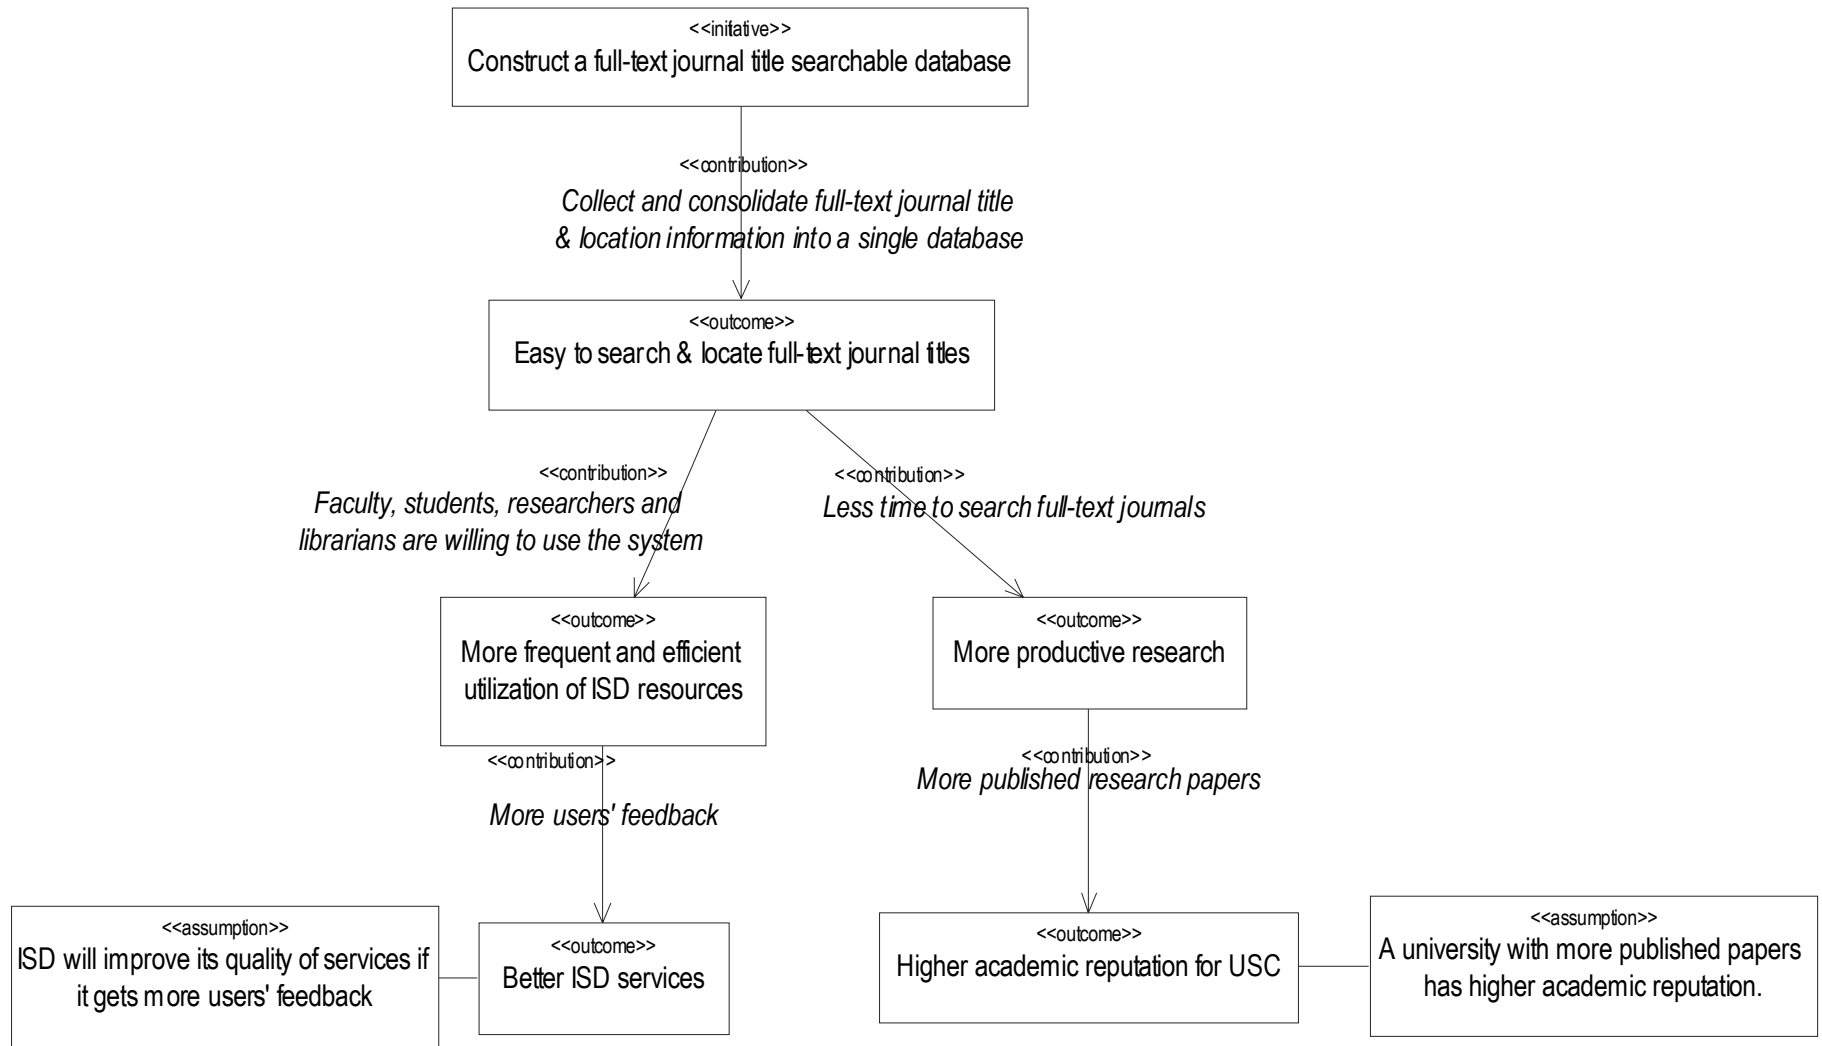 <<initiative>>
Construct a full-text journal title searchable database
<<contribution>>
Collect and consolidate full-text journal title
& location information into a single database
<<outcome>>
Easy to search & locate full-text journal titles
<<contribution>>
Faculty, students, researchers and
librarians are willing to use the system
<<contribution>>
Less time to search full-text journals
<<outcome>>
More frequent and efficient
utilization of ISD resources
<<outcome>>
More productive research
<<contribution>>
More users' feedback
<<contribution>>
More published research papers
<<assumption>>
ISD will improve its quality of services if
it gets more users' feedback
<<outcome>>
Better ISD services
<<outcome>>
Higher academic reputation for USC
<<assumption>>
A university with more published papers
has higher academic reputation.